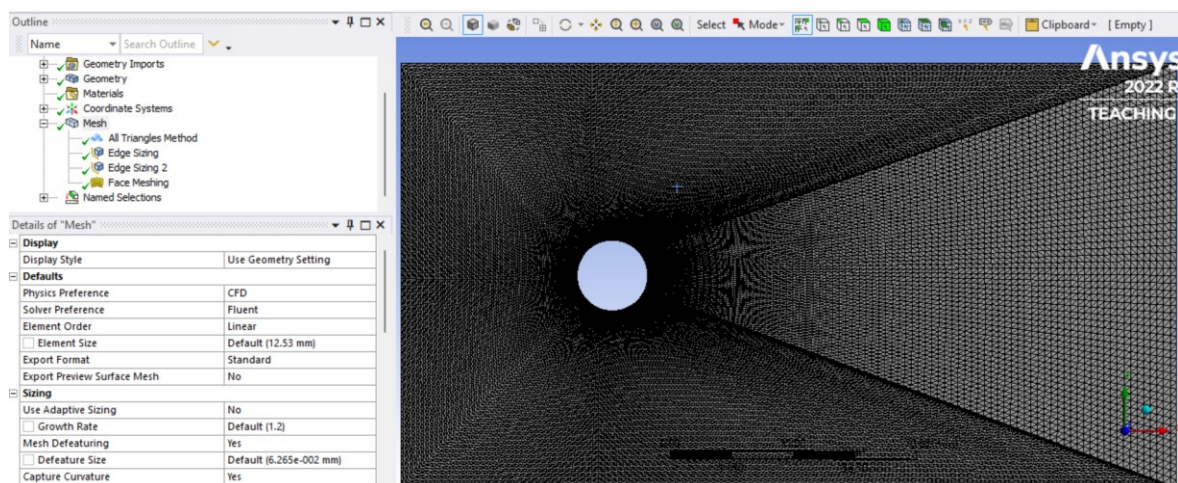 Outline
Name
Search Outline
Geometry Imports
Geometry
Materials
Coordinate Systems
Mesh
All Triangles Method
Edge Sizing
Edge Sizing 2
Face Meshing
Named Selections
Details of "Mesh"
Display
Display Style Use Geometry Setting
Defaults
Physics Preference CFD
Solver Preference Fluent
Element Order Linear
Element Size Default (12.53 mm)
Export Format Standard
Export Preview Surface Mesh No
Sizing
Use Adaptive Sizing No
Growth Rate Default (1.2)
Mesh Defeaturing Yes
Defeature Size Default (6.265e-002 mm)
Capture Curvature Yes
Select Mode Clipboard [ Empty ]
Ansys
2022 R
TEACHING